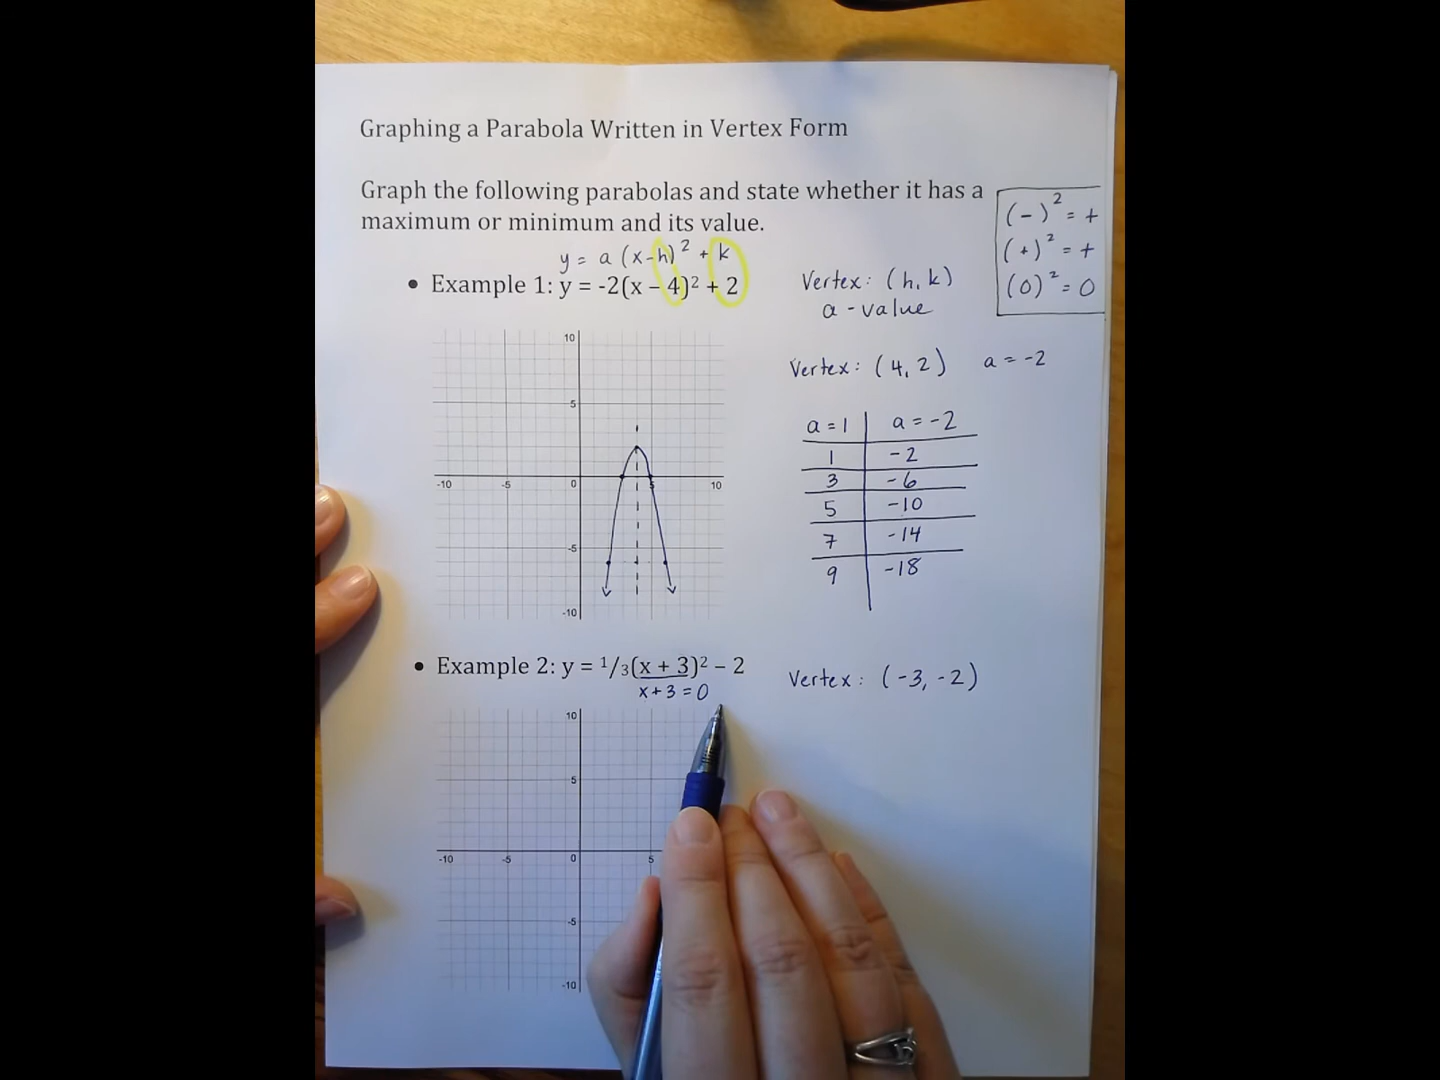 Graphing a Parabola Written in Vertex Form
Graph the following parabolas and state whether it has a
maximum or minimum and its value.
(-)² = +
(+)² = +
(0)² = 0
y = a (x-h)² + k
• Example 1: y = -2(x – 4)² + 2
Vertex: (h, k)
a - value
Vertex: (4, 2) a = -2
a = 1 a = -2
1 -2
3 -6
5 -10
7 -14
9 -18
10
5
-10 -5 0 5 10
-5
-10
• Example 2: y = ¹/₃(x + 3)² – 2
x + 3 = 0
Vertex: (-3, -2)
10
5
-10 -5 0 5
-5
-10